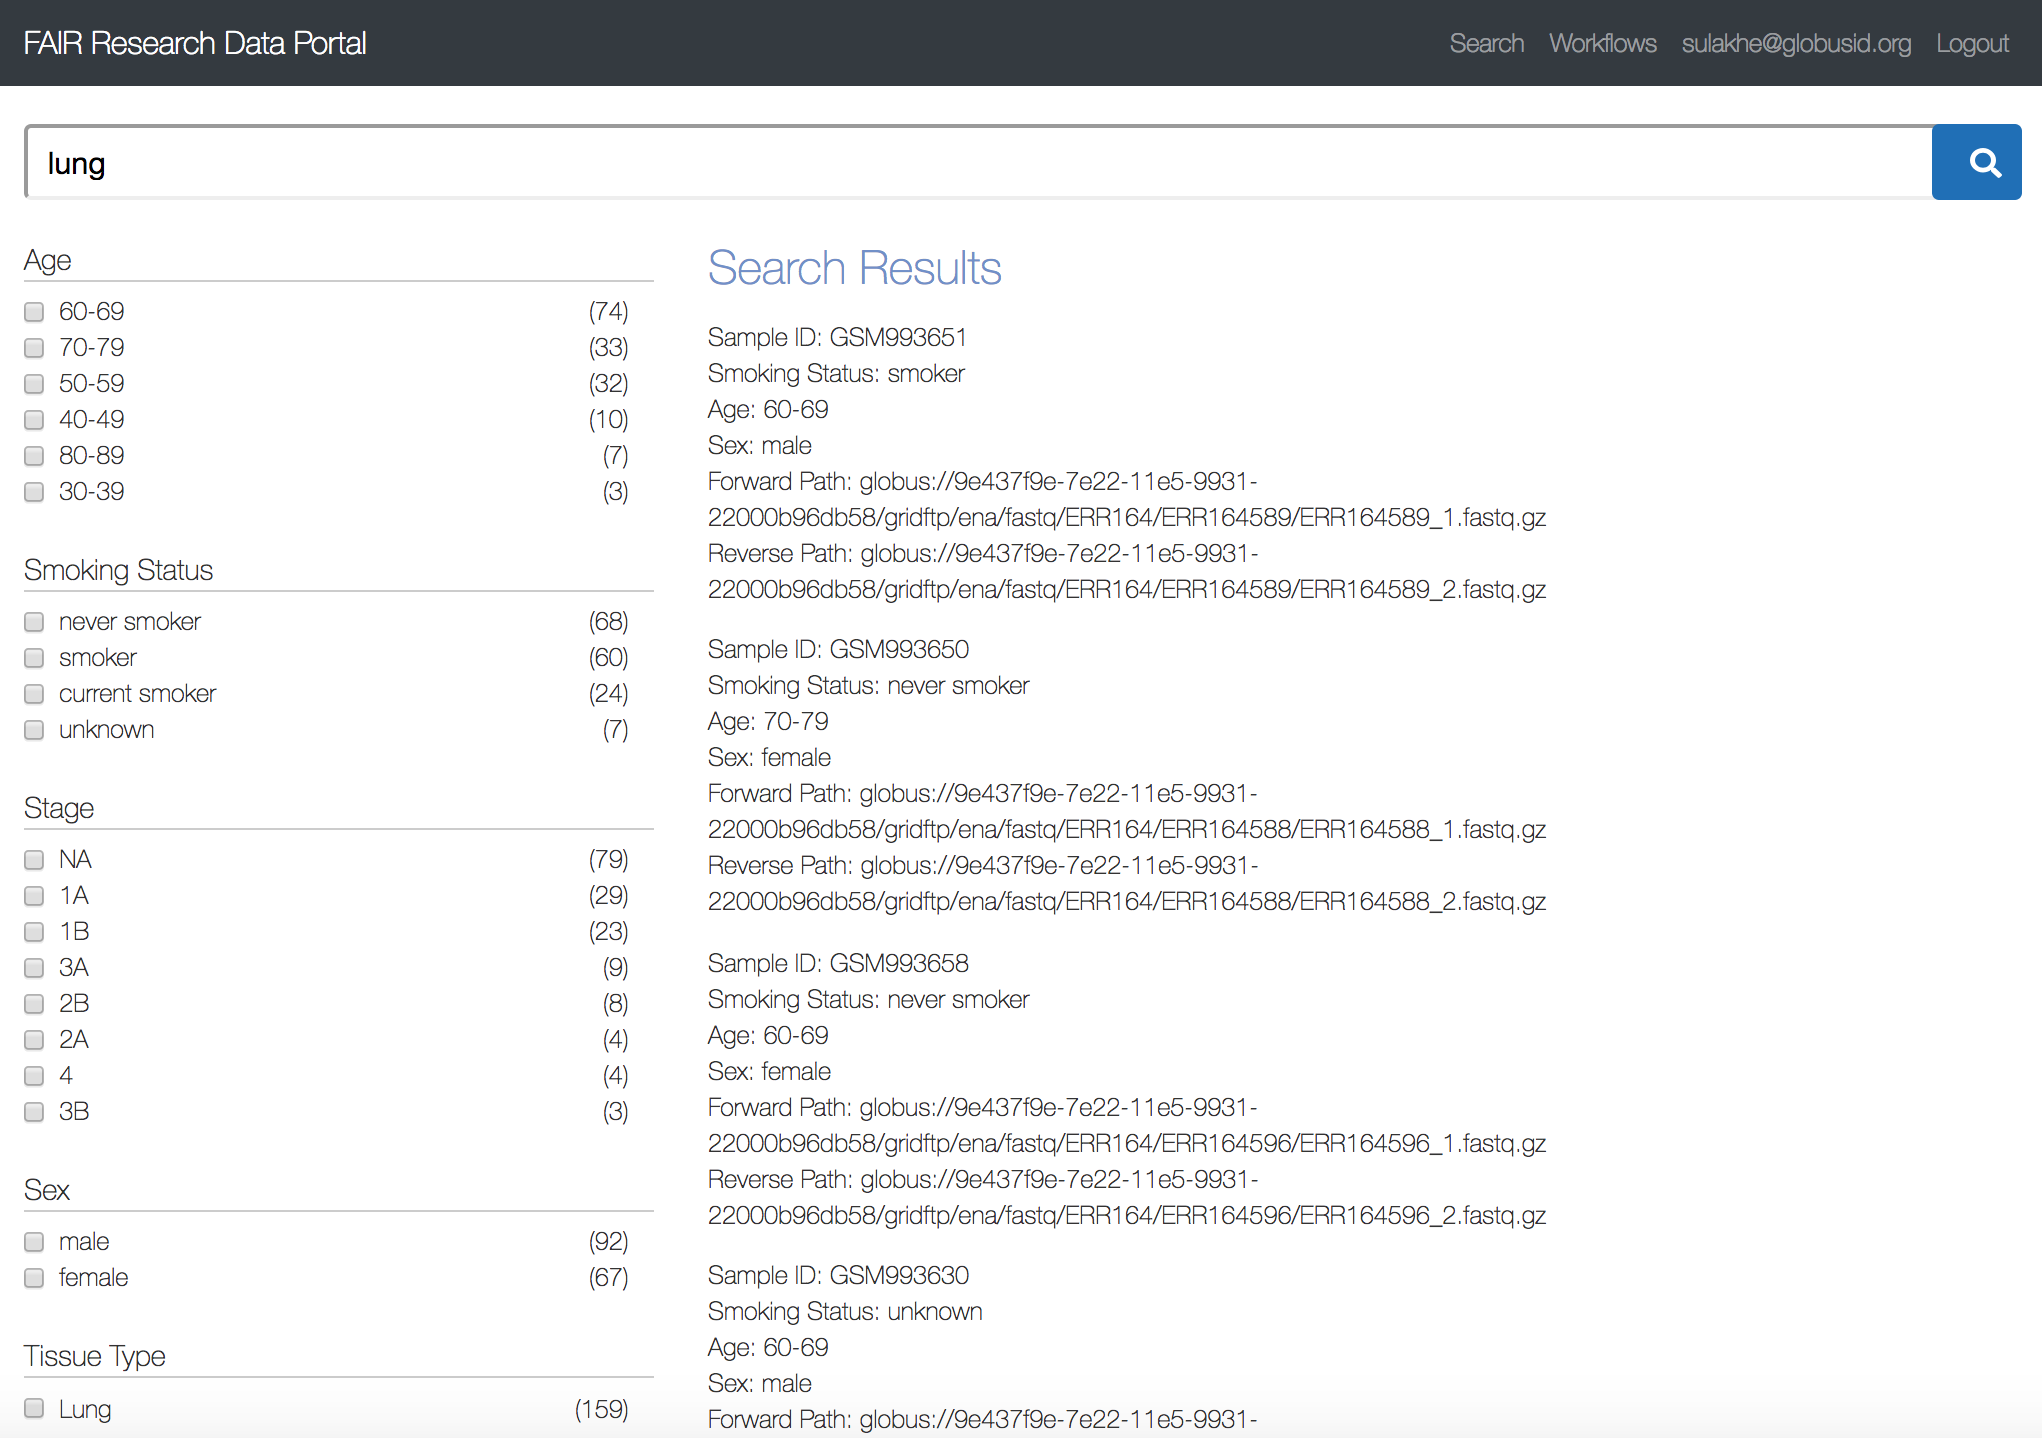 FAIR Research Data Portal
Search Workflows sulakhe@globusid.org Logout
lung
Age
60-69 (74)
70-79 (33)
50-59 (32)
40-49 (10)
80-89 (7)
30-39 (3)
Smoking Status
never smoker (68)
smoker (60)
current smoker (24)
unknown (7)
Stage
NA (79)
1A (29)
1B (23)
3A (9)
2B (8)
2A (4)
4 (4)
3B (3)
Sex
male (92)
female (67)
Tissue Type
Lung (159)
Search Results
Sample ID: GSM993651
Smoking Status: smoker
Age: 60-69
Sex: male
Forward Path: globus://9e437f9e-7e22-11e5-9931-
22000b96db58/gridftp/ena/fastq/ERR164/ERR164589/ERR164589_1.fastq.gz
Reverse Path: globus://9e437f9e-7e22-11e5-9931-
22000b96db58/gridftp/ena/fastq/ERR164/ERR164589/ERR164589_2.fastq.gz
Sample ID: GSM993650
Smoking Status: never smoker
Age: 70-79
Sex: female
Forward Path: globus://9e437f9e-7e22-11e5-9931-
22000b96db58/gridftp/ena/fastq/ERR164/ERR164588/ERR164588_1.fastq.gz
Reverse Path: globus://9e437f9e-7e22-11e5-9931-
22000b96db58/gridftp/ena/fastq/ERR164/ERR164588/ERR164588_2.fastq.gz
Sample ID: GSM993658
Smoking Status: never smoker
Age: 60-69
Sex: female
Forward Path: globus://9e437f9e-7e22-11e5-9931-
22000b96db58/gridftp/ena/fastq/ERR164/ERR164596/ERR164596_1.fastq.gz
Reverse Path: globus://9e437f9e-7e22-11e5-9931-
22000b96db58/gridftp/ena/fastq/ERR164/ERR164596/ERR164596_2.fastq.gz
Sample ID: GSM993630
Smoking Status: unknown
Age: 60-69
Sex: male
Forward Path: globus://9e437f9e-7e22-11e5-9931-